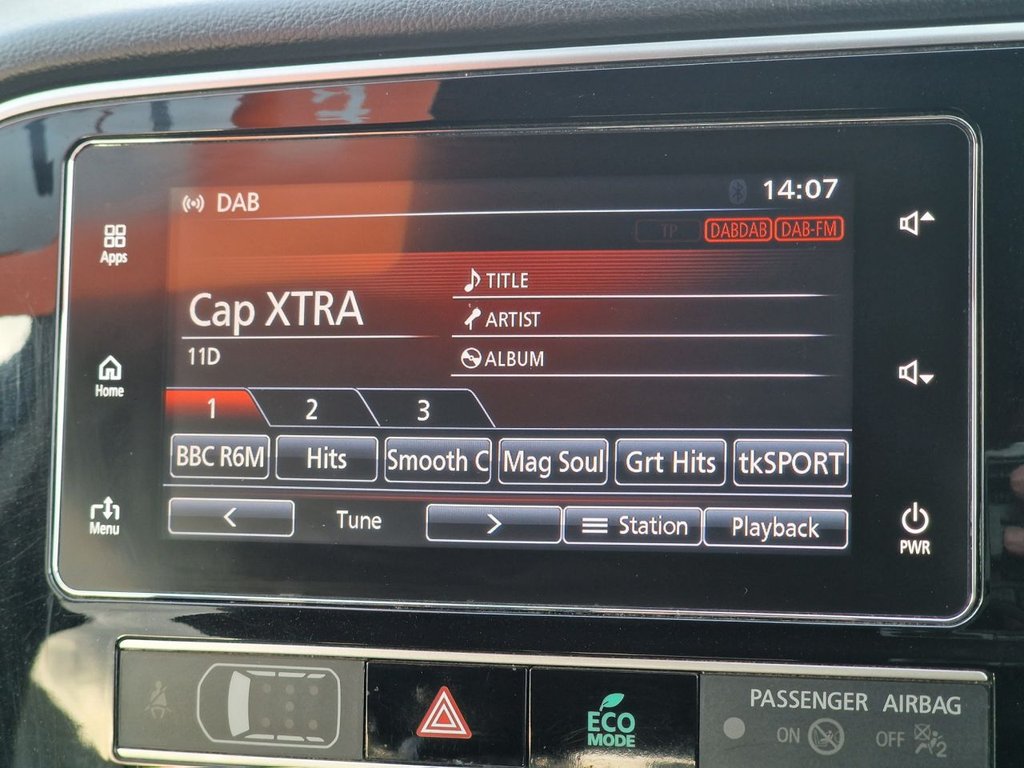 DAB
14:07
TP DABDAB DAB-FM
Apps
TITLE
Cap XTRA
ARTIST
11D
ALBUM
Home
1 2 3
BBC R6M Hits Smooth C Mag Soul Grt Hits tkSPORT
Menu
< Tune > Station Playback
PWR
PASSENGER AIRBAG
ECO
MODE
ON OFF
2